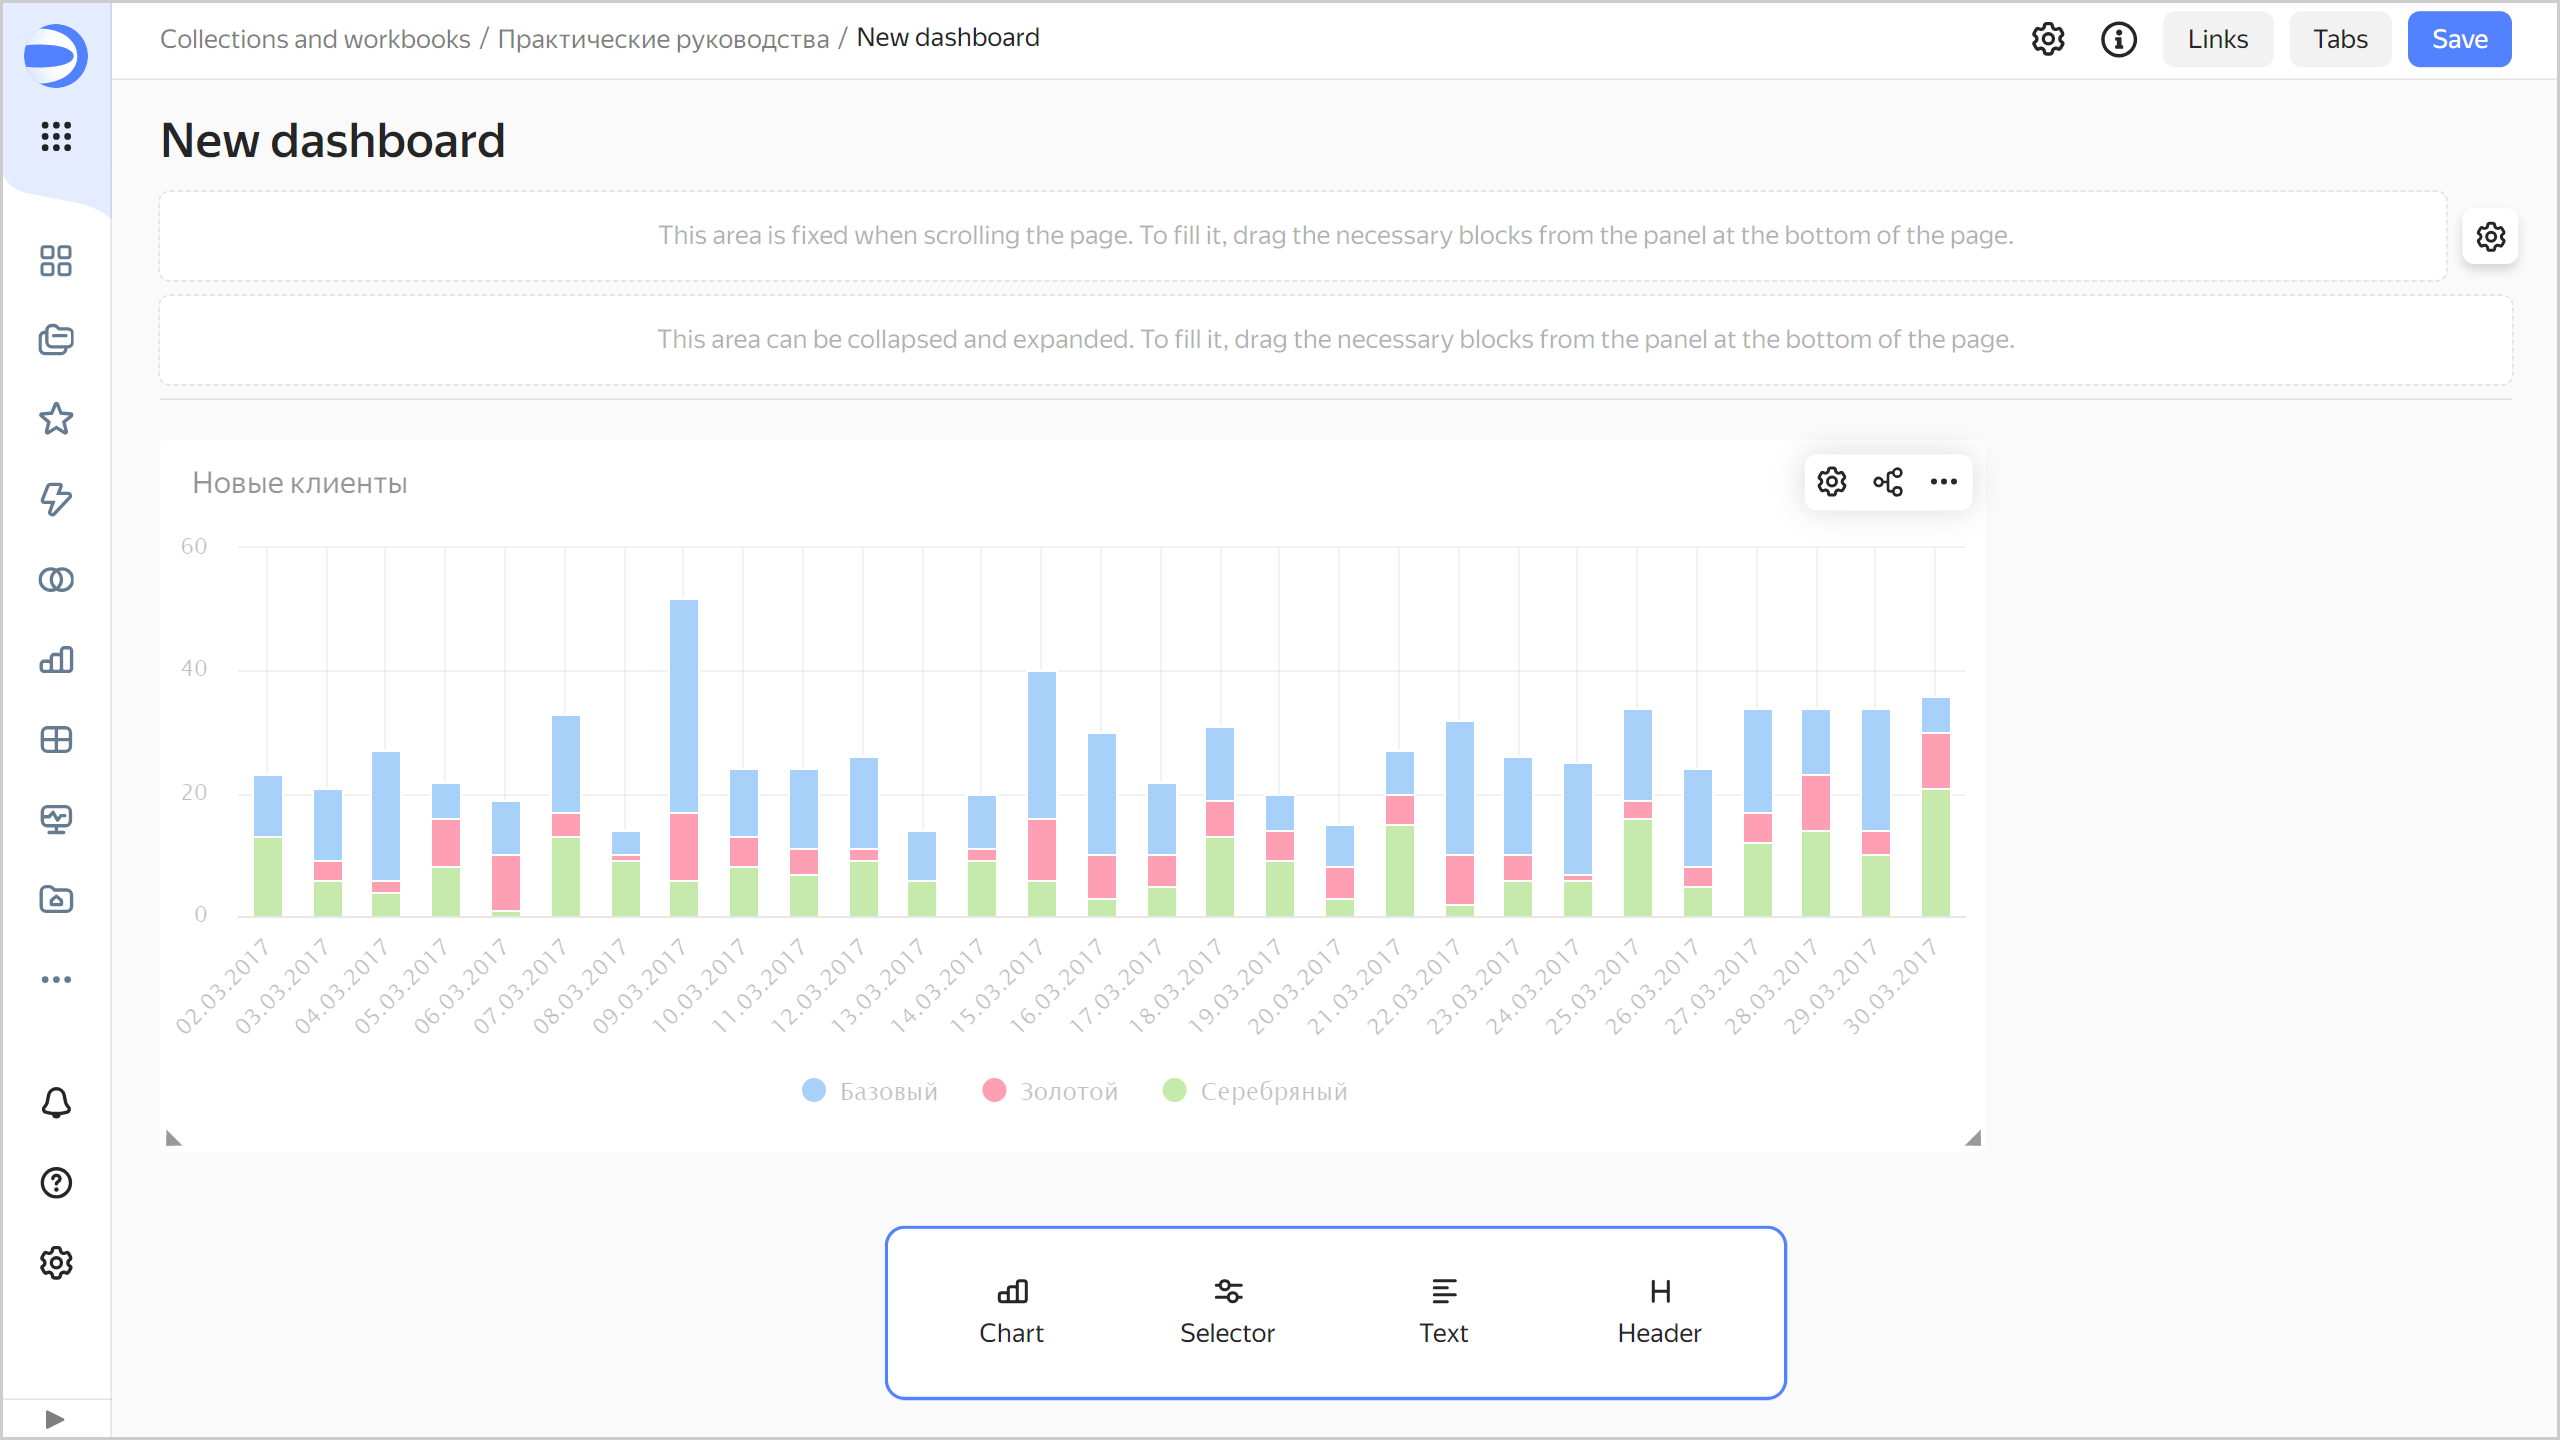 Collections and workbooks / Практические руководства / New dashboard
Links
Tabs
Save
New dashboard
This area is fixed when scrolling the page. To fill it, drag the necessary blocks from the panel at the bottom of the page.
This area can be collapsed and expanded. To fill it, drag the necessary blocks from the panel at the bottom of the page.
Новые клиенты
60
40
20
0
02.03.2017
03.03.2017
04.03.2017
05.03.2017
06.03.2017
07.03.2017
08.03.2017
09.03.2017
10.03.2017
11.03.2017
12.03.2017
13.03.2017
14.03.2017
15.03.2017
16.03.2017
17.03.2017
18.03.2017
19.03.2017
20.03.2017
21.03.2017
22.03.2017
23.03.2017
24.03.2017
25.03.2017
26.03.2017
27.03.2017
28.03.2017
29.03.2017
30.03.2017
Базовый
Золотой
Серебряный
Chart
Selector
Text
Header